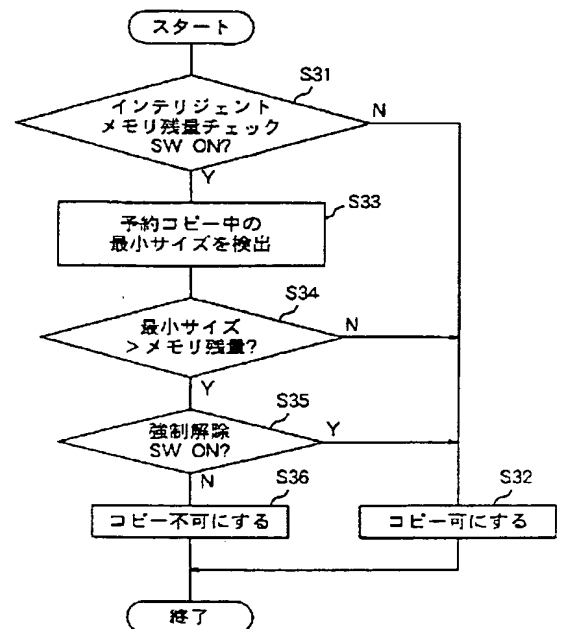 スタート
S31
インテリジェント
メモリ残量チェック
SW ON?
N
Y
S33
予約コピー中の
最小サイズを検出
S34
最小サイズ
>メモリ残量?
N
Y
S35
強制解除
SW ON?
Y
N
S36
コピー不可にする
S32
コピー可にする
終了